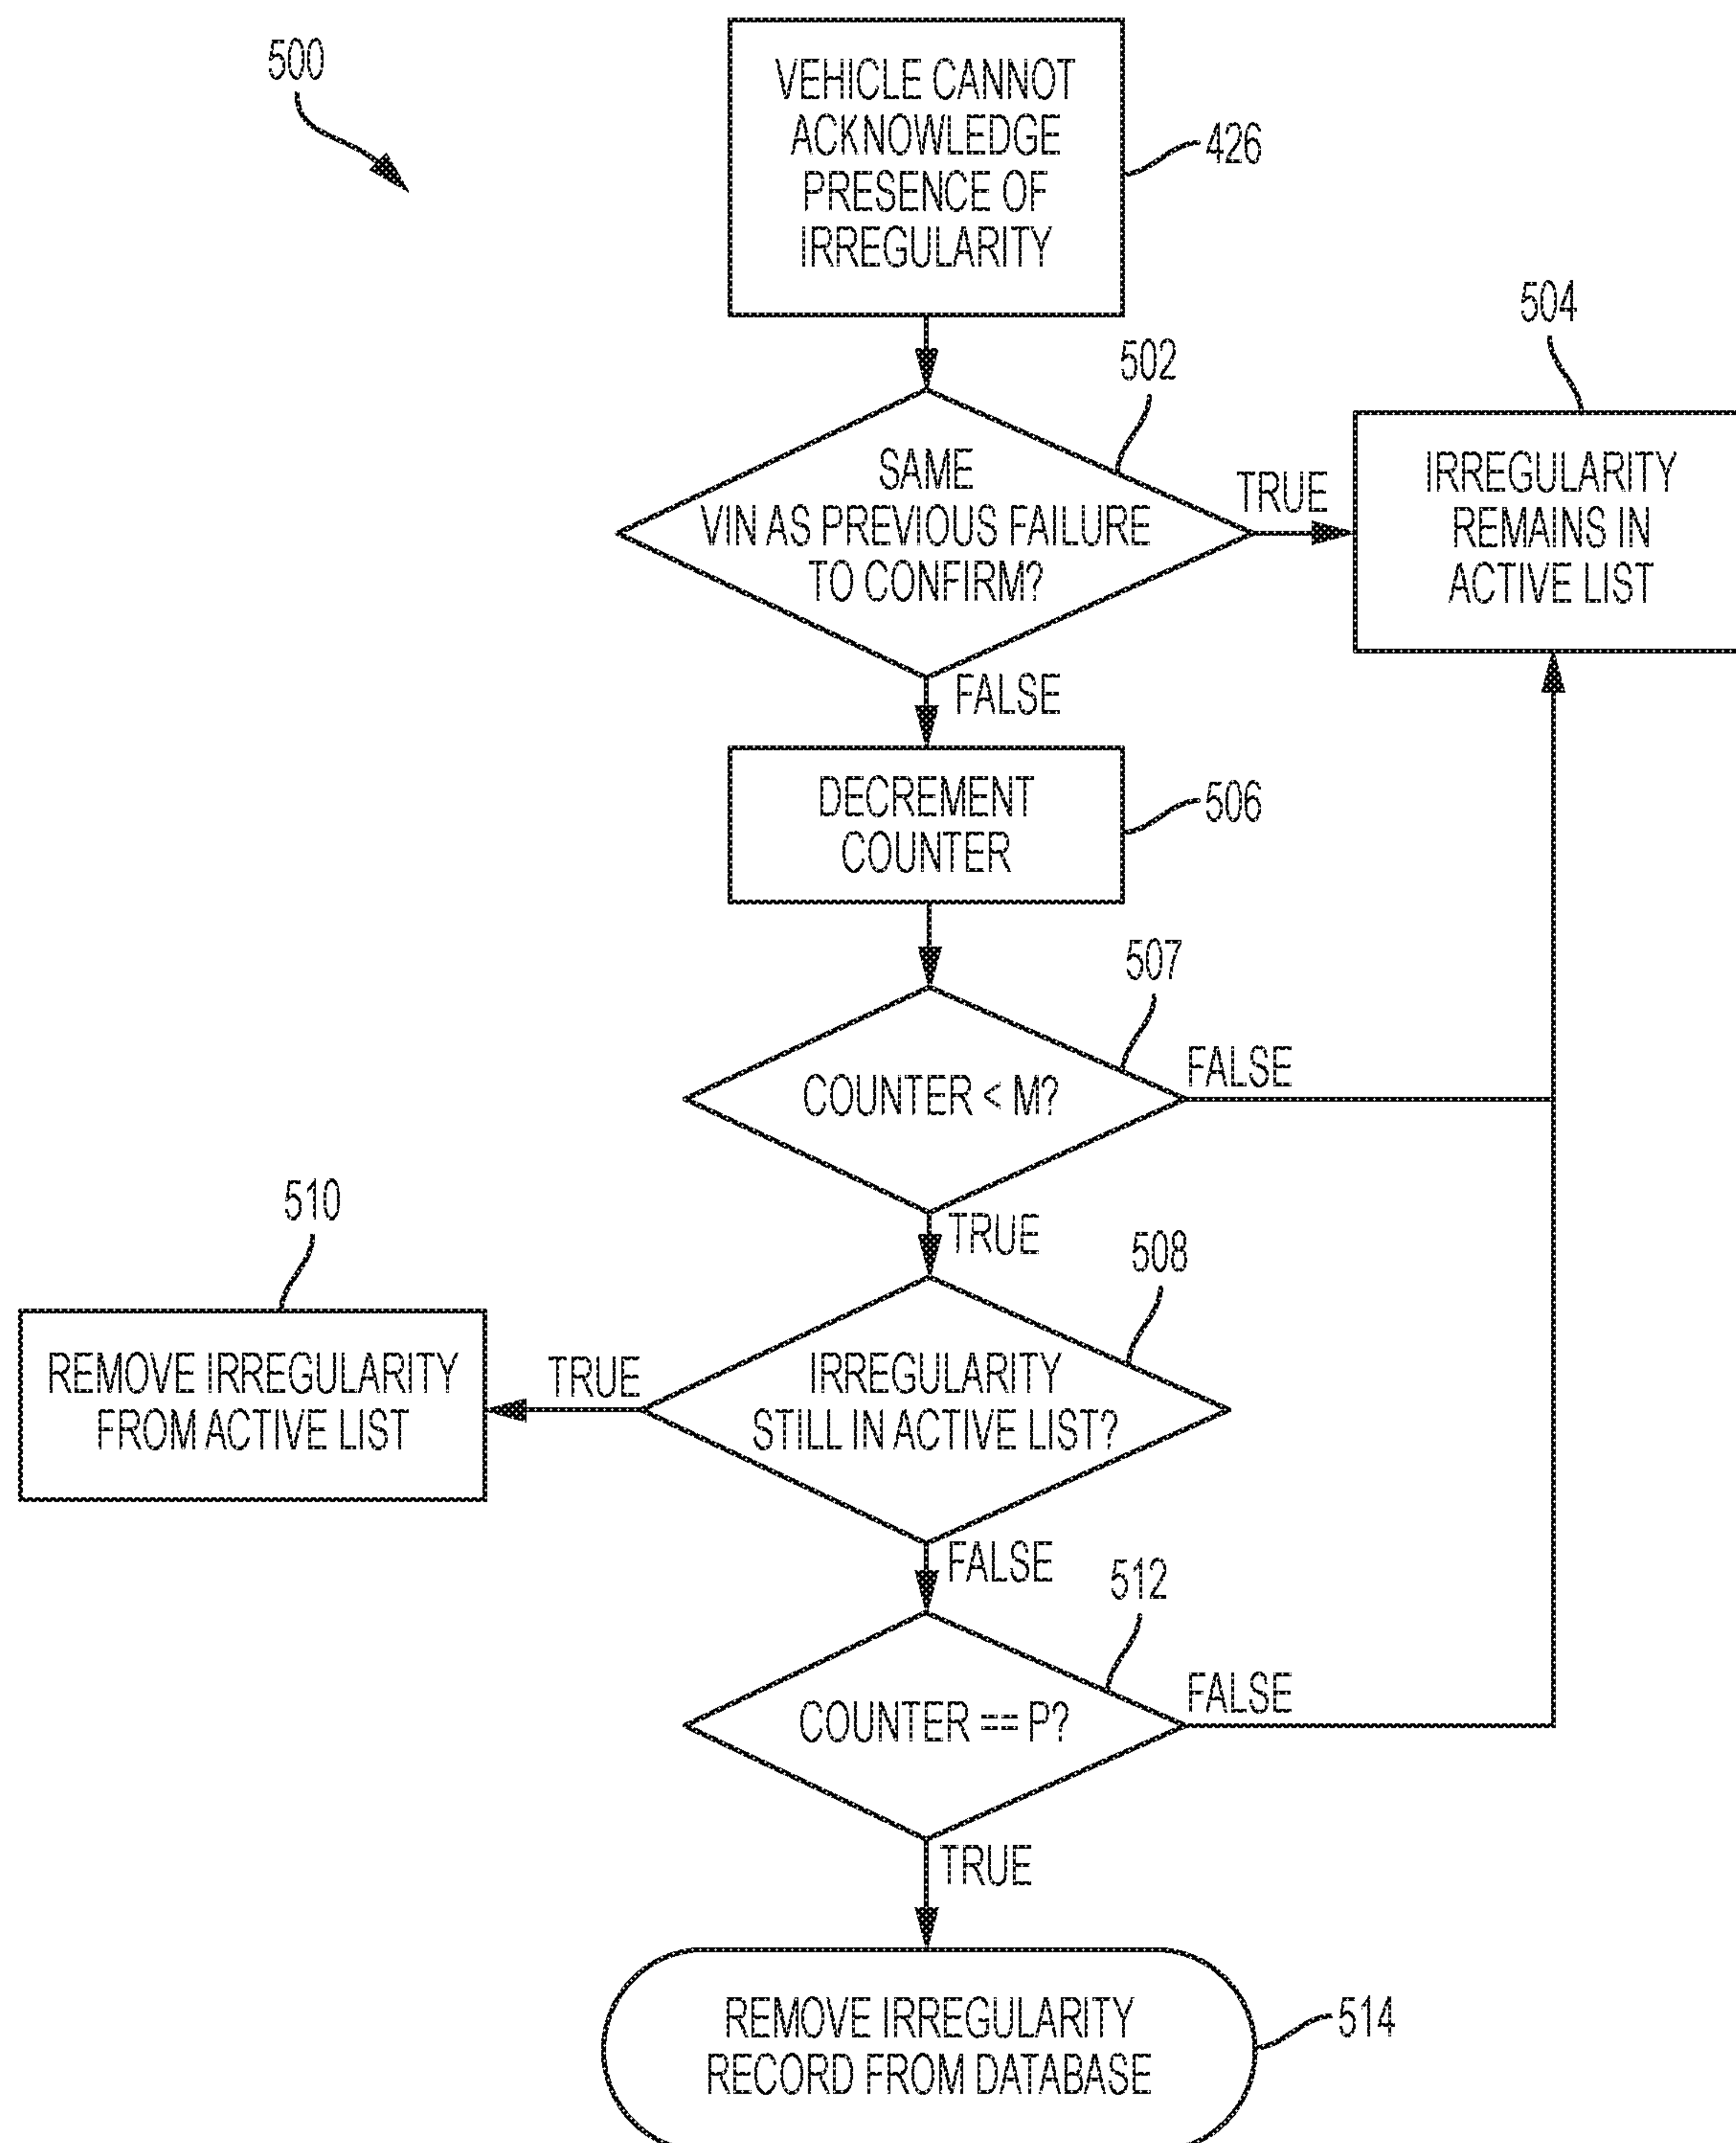 500
VEHICLE CANNOT
ACKNOWLEDGE
PRESENCE OF
IRREGULARITY
426
502
504
SAME
VIN AS PREVIOUS FAILURE
TO CONFIRM?
TRUE
IRREGULARITY
REMAINS IN
ACTIVE LIST
FALSE
DECREMENT
COUNTER
506
507
COUNTER < M?
FALSE
TRUE
508
510
REMOVE IRREGULARITY
FROM ACTIVE LIST
TRUE
IRREGULARITY
STILL IN ACTIVE LIST?
FALSE
512
COUNTER == P?
FALSE
TRUE
REMOVE IRREGULARITY
RECORD FROM DATABASE
514